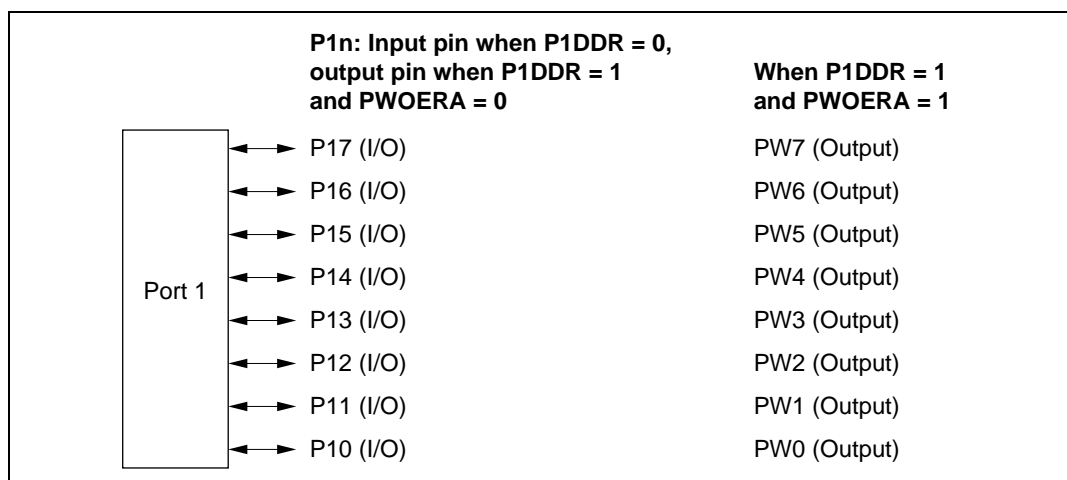 P1n: Input pin when P1DDR = 0,
output pin when P1DDR = 1
and PWOERA = 0
When P1DDR = 1
and PWOERA = 1
Port 1
P17 (I/O) PW7 (Output)
P16 (I/O) PW6 (Output)
P15 (I/O) PW5 (Output)
P14 (I/O) PW4 (Output)
P13 (I/O) PW3 (Output)
P12 (I/O) PW2 (Output)
P11 (I/O) PW1 (Output)
P10 (I/O) PW0 (Output)